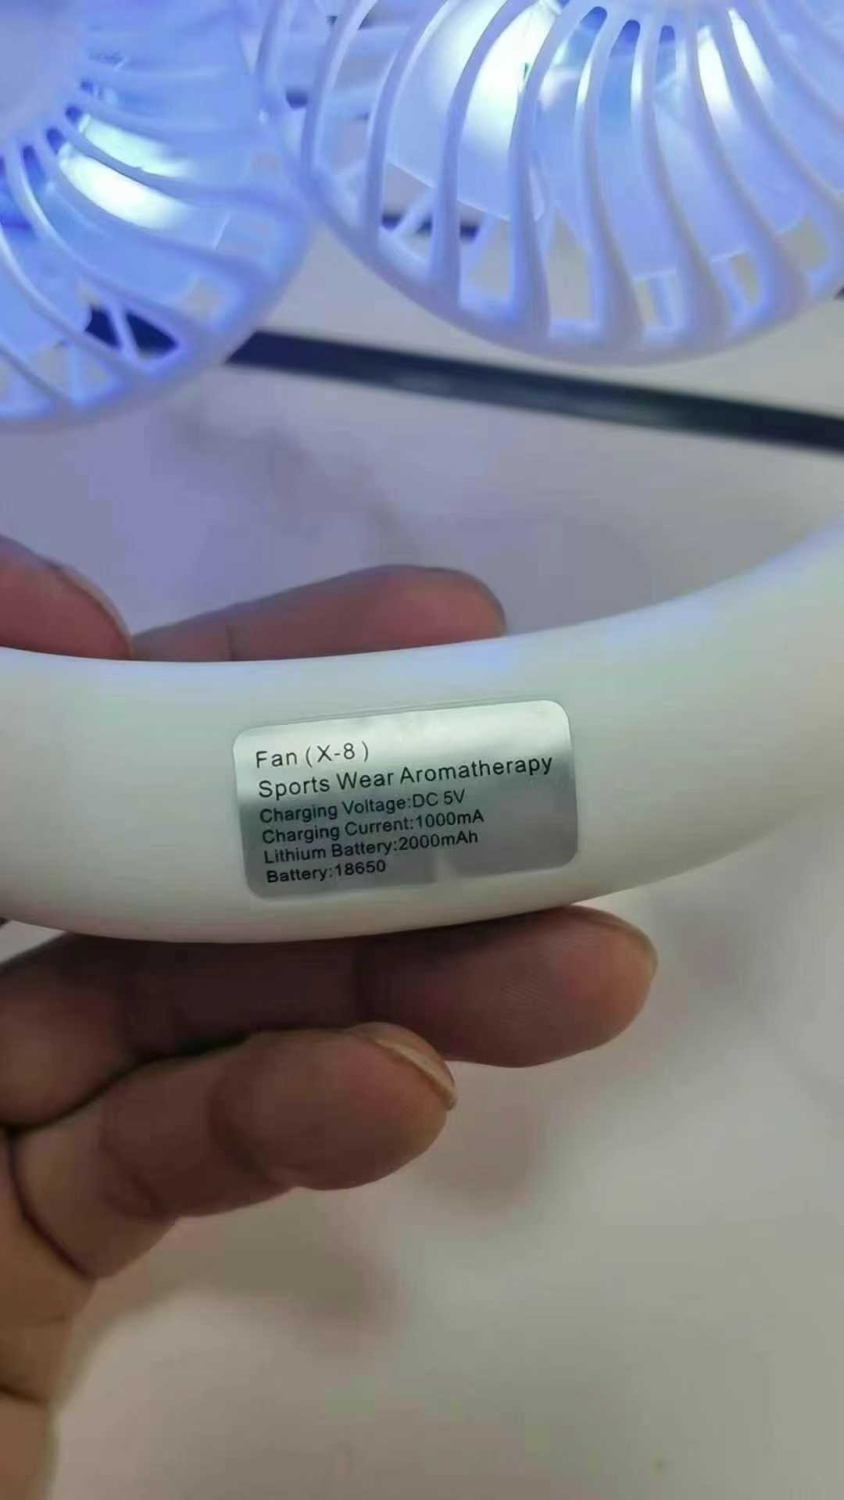 Fan (X-8)
Sports Wear Aromatherapy
Charging Voltage:DC 5V
Charging Current:1000mA
Lithium Battery:2000mAh
Battery:18650